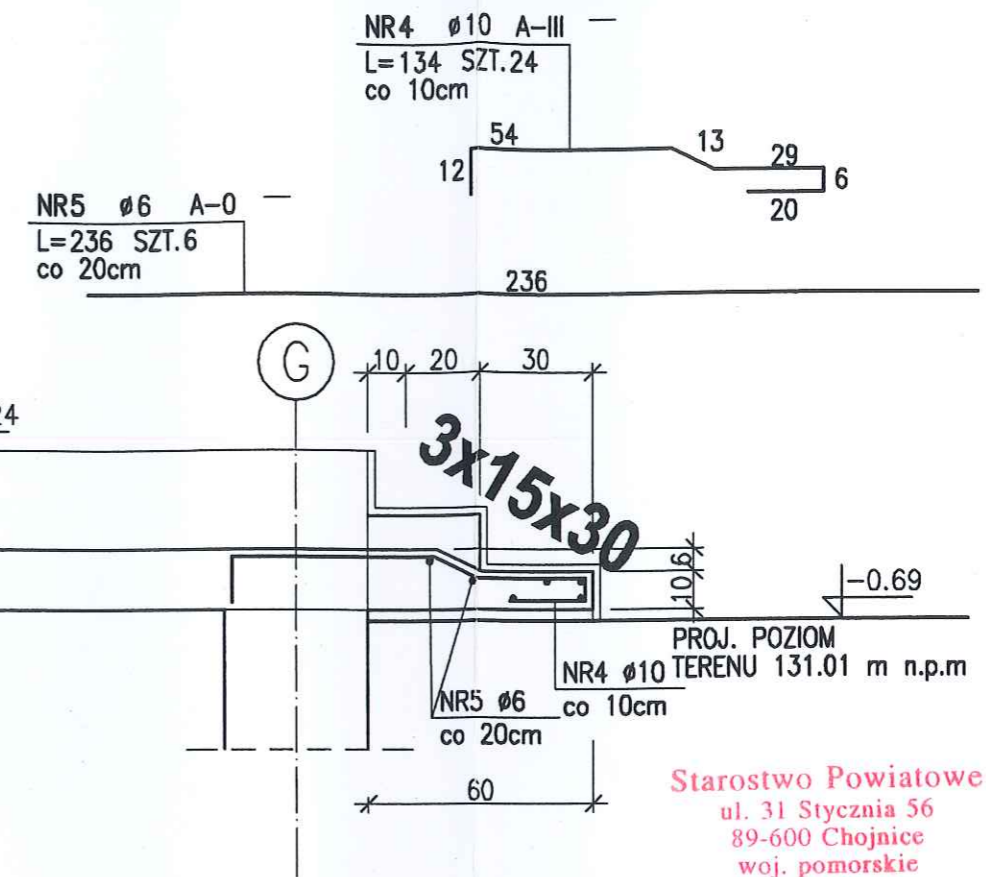 NR4 ø10 A-III
L=134 SZT.24
co 10cm
54
13
29
12
6
20
NR5 ø6 A-0
L=236 SZT.6
co 20cm
236
G
10
20
30
24
3x15x30
6
10
-0.69
PROJ. POZIOM
TERENU 131.01 m n.p.m
NR4 ø10
co 10cm
NR5 ø6
co 20cm
60
Starostwo Powiatowe
ul. 31 Stycznia 56
89-600 Chojnice
woj. pomorskie